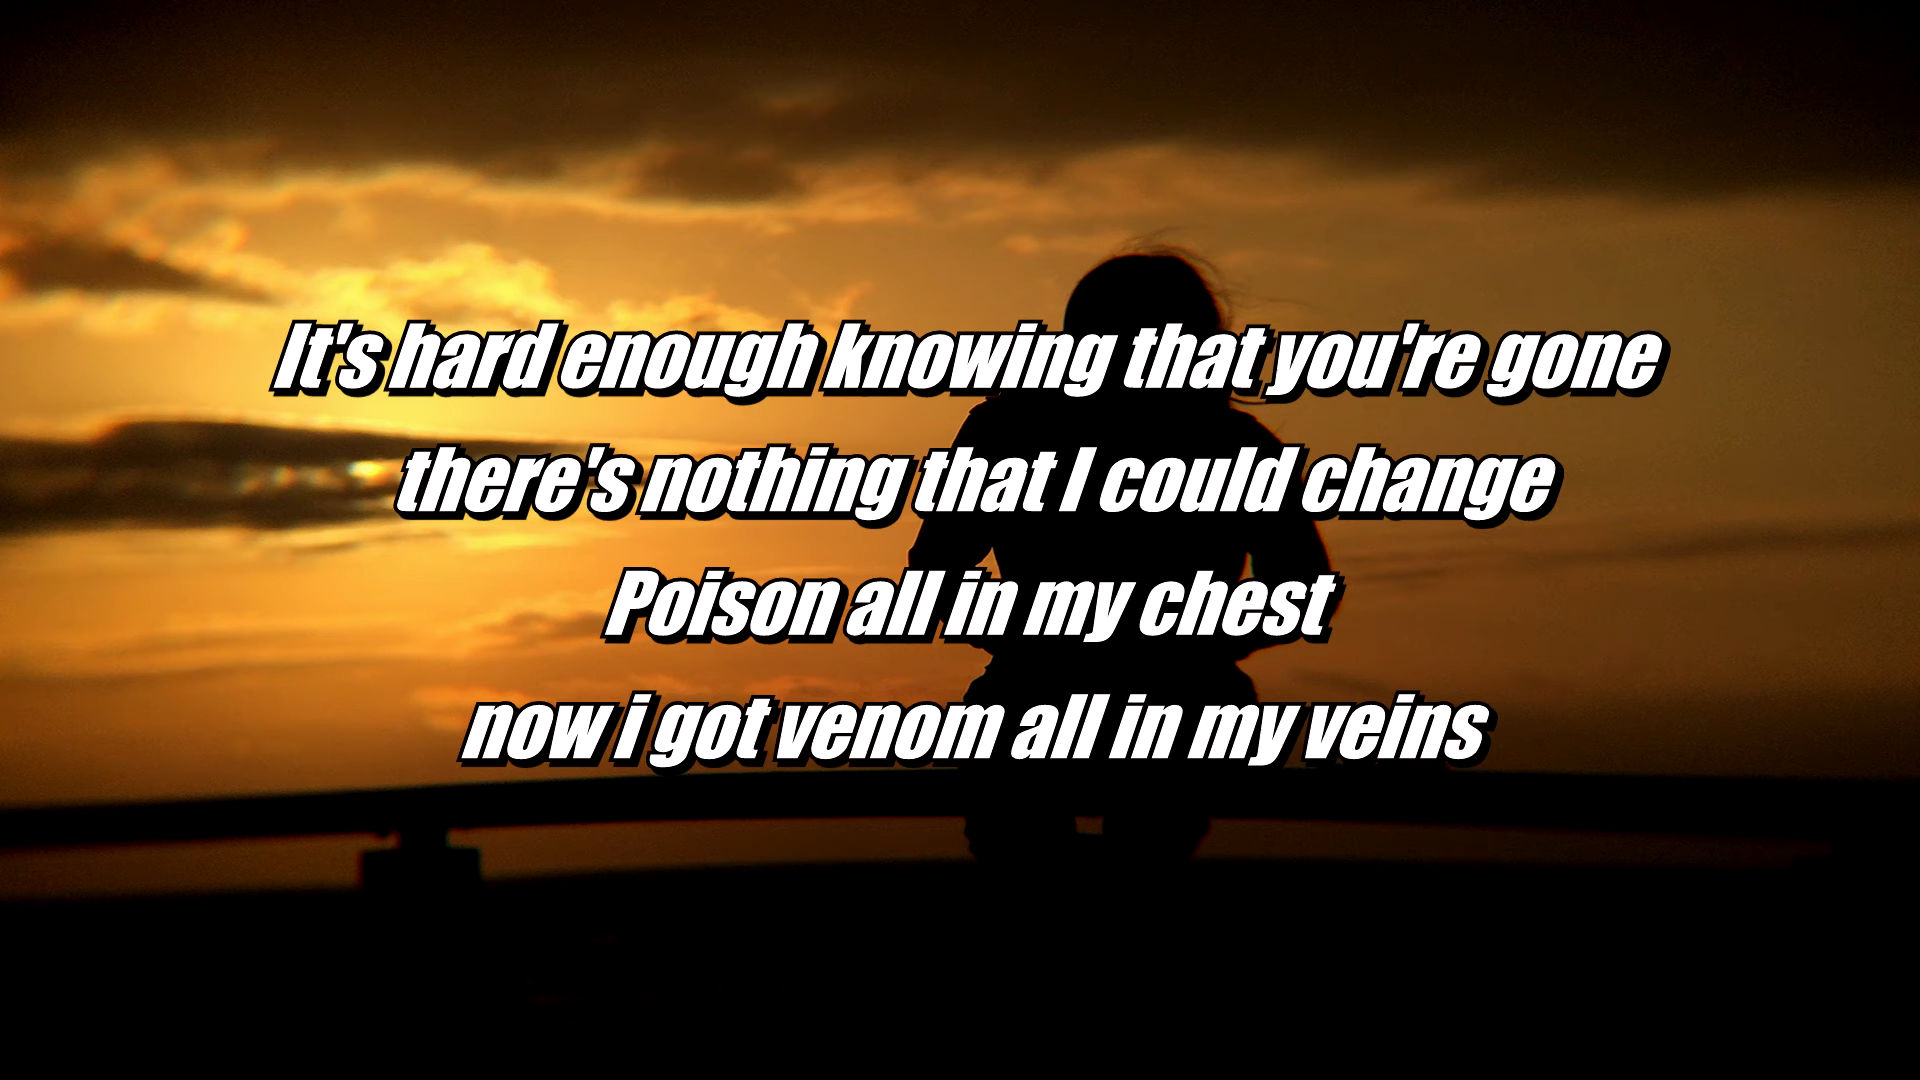 It's hard enough knowing that you're gone
there's nothing that I could change
Poison all in my chest
now i got venom all in my veins